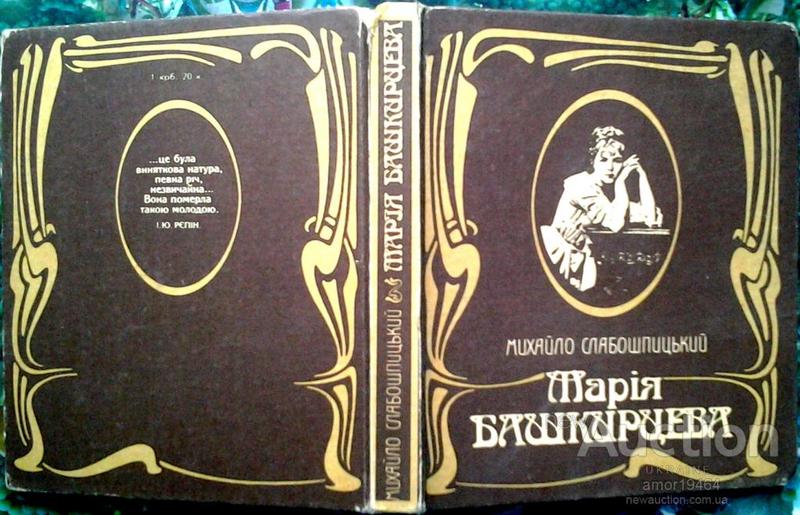 1 крб. 20 к
...це була
виняткова натура,
певна річ,
незвичайна...
Вона померла
такою молодою.
І.Ю. РЄПІН.
МИХАЙЛО СЛАБОШПИЦЬКИЙ МАРІЯ БАШКИРЦЕВА
МИХАЙЛО СЛАБОШПИЦЬКИЙ
Марія
БАШКИРЦЕВА
Auction
UKRAINE
amor19464
newauction.com.ua